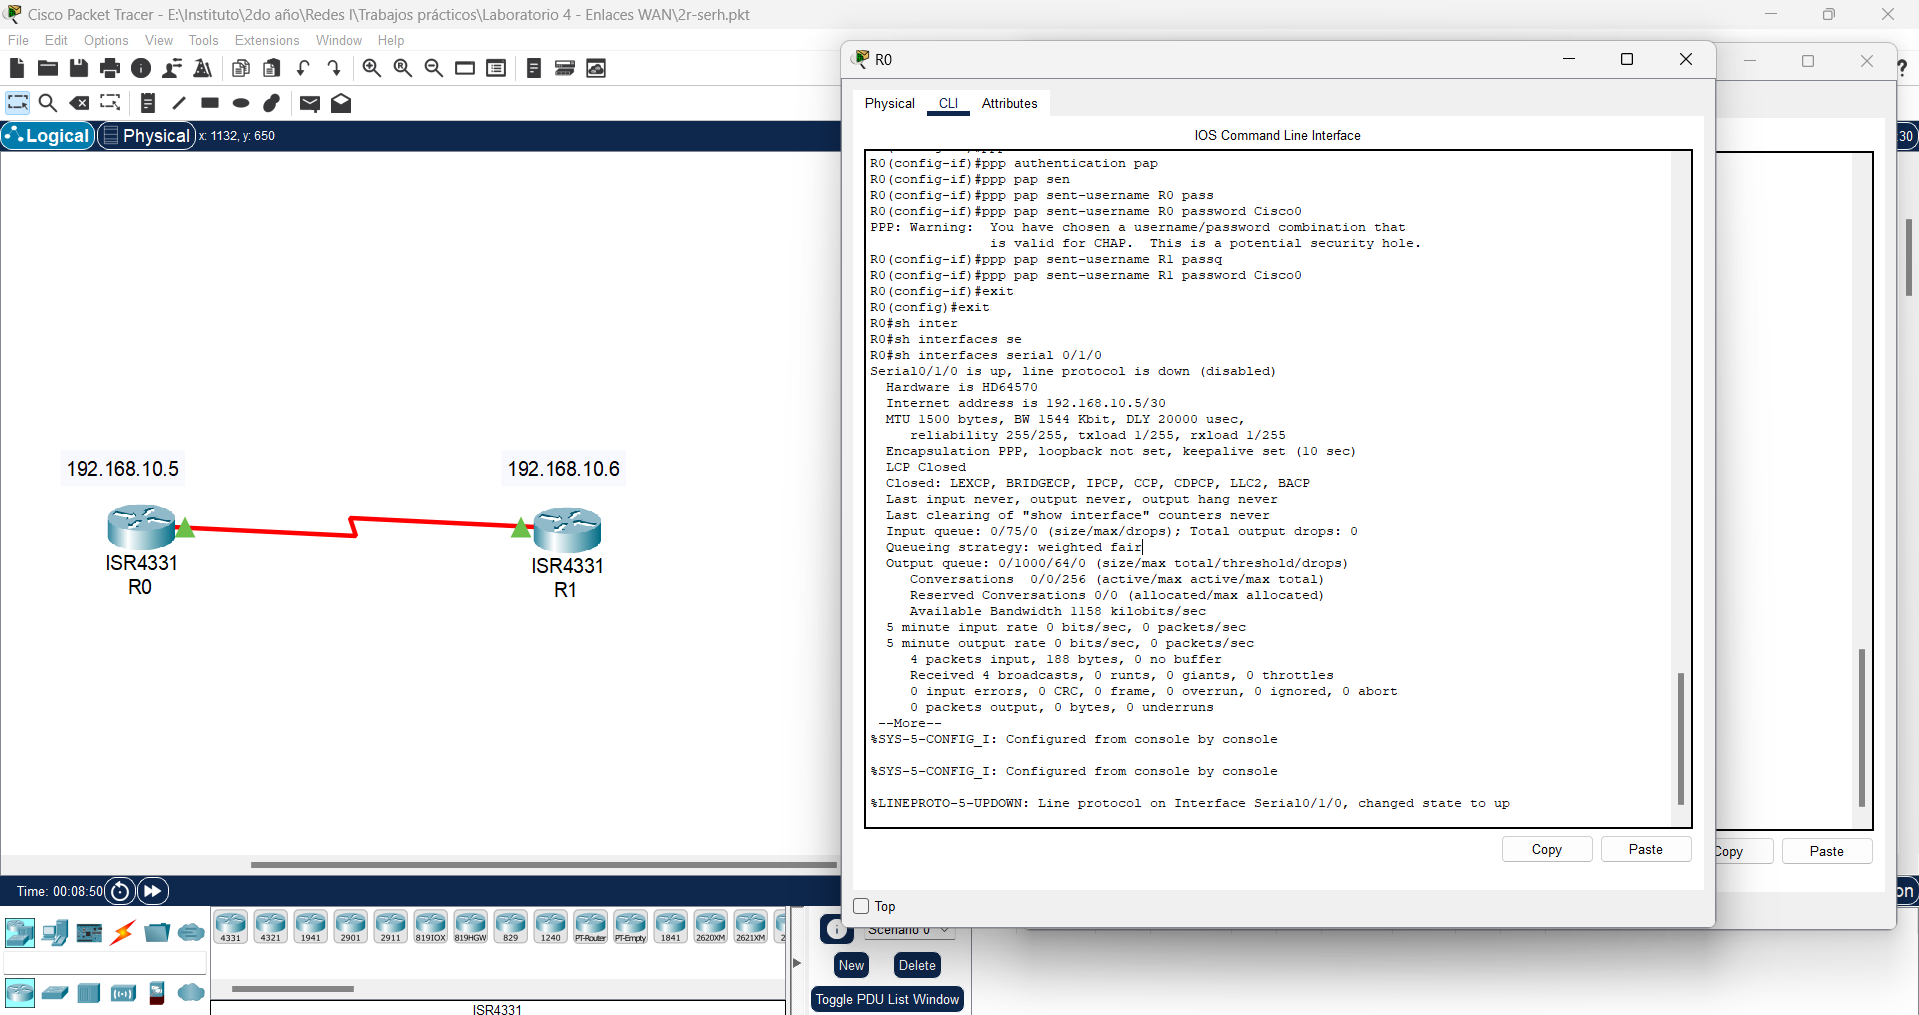 Cisco Packet Tracer - E:\Instituto\2do año\Redes I\Trabajos prácticos\Laboratorio 4 - Enlaces WAN\2r-serh.pkt
File Edit Options View Tools Extensions Window Help
Logical Physical x: 1132, y: 650
192.168.10.5
192.168.10.6
ISR4331
R0
ISR4331
R1
R0
Physical CLI Attributes
IOS Command Line Interface
R0(config-if)#ppp authentication pap
R0(config-if)#ppp pap sen
R0(config-if)#ppp pap sent-username R0 pass
R0(config-if)#ppp pap sent-username R0 password Cisco0
PPP: Warning: You have chosen a username/password combination that
is valid for CHAP. This is a potential security hole.
R0(config-if)#ppp pap sent-username R1 passq
R0(config-if)#ppp pap sent-username R1 password Cisco0
R0(config-if)#exit
R0(config)#exit
R0#sh inter
R0#sh interfaces se
R0#sh interfaces serial 0/1/0
Serial0/1/0 is up, line protocol is down (disabled)
Hardware is HD64570
Internet address is 192.168.10.5/30
MTU 1500 bytes, BW 1544 Kbit, DLY 20000 usec,
reliability 255/255, txload 1/255, rxload 1/255
Encapsulation PPP, loopback not set, keepalive set (10 sec)
LCP Closed
Closed: LEXCP, BRIDGECP, IPCP, CCP, CDPCP, LLC2, BACP
Last input never, output never, output hang never
Last clearing of "show interface" counters never
Input queue: 0/75/0 (size/max/drops); Total output drops: 0
Queueing strategy: weighted fair
Output queue: 0/1000/64/0 (size/max total/threshold/drops)
Conversations 0/0/256 (active/max active/max total)
Reserved Conversations 0/0 (allocated/max allocated)
Available Bandwidth 1158 kilobits/sec
5 minute input rate 0 bits/sec, 0 packets/sec
5 minute output rate 0 bits/sec, 0 packets/sec
4 packets input, 188 bytes, 0 no buffer
Received 4 broadcasts, 0 runts, 0 giants, 0 throttles
0 input errors, 0 CRC, 0 frame, 0 overrun, 0 ignored, 0 abort
0 packets output, 0 bytes, 0 underruns
--More--
%SYS-5-CONFIG_I: Configured from console by console
%SYS-5-CONFIG_I: Configured from console by console
%LINEPROTO-5-UPDOWN: Line protocol on Interface Serial0/1/0, changed state to up
Copy Paste
Copy Paste
Top
30
Time: 00:08:50
on
4331 4321 1941 2901 2911 819IOX 819HGW 829 1240 PT-Router PT-Empty 1841 2620XM 2621XM 2
ISR4331
Scenario 0
New Delete
Toggle PDU List Window